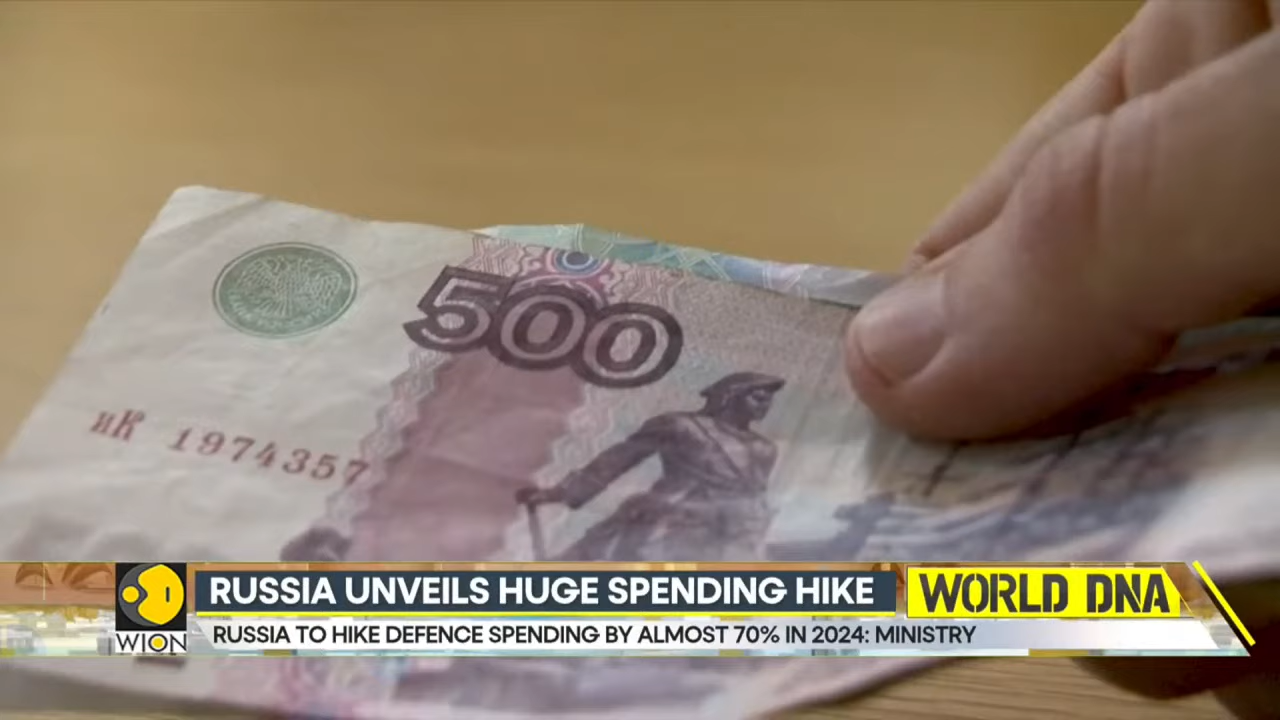 500
иК 1974357
RUSSIA UNVEILS HUGE SPENDING HIKE
WORLD DNA
WION
RUSSIA TO HIKE DEFENCE SPENDING BY ALMOST 70% IN 2024: MINISTRY